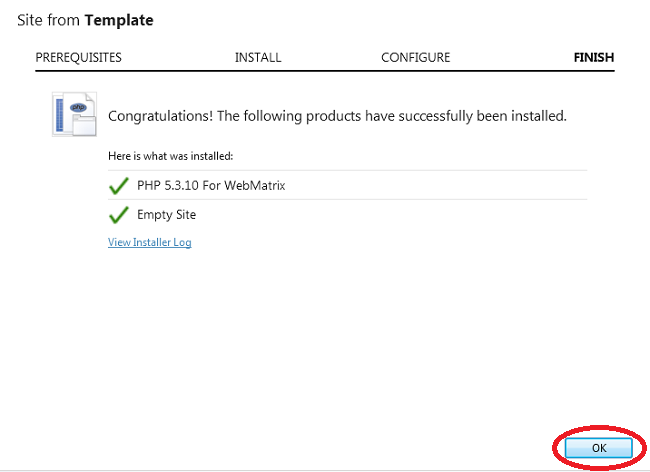 Site from Template
PREREQUISITES INSTALL CONFIGURE FINISH
php
Congratulations! The following products have successfully been installed.
Here is what was installed:
PHP 5.3.10 For WebMatrix
Empty Site
View Installer Log
OK